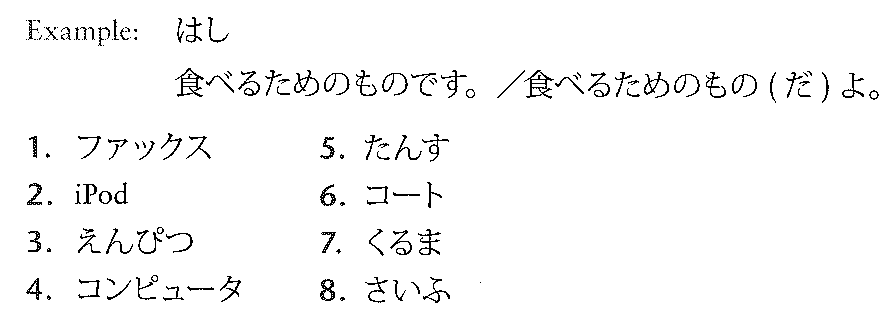 Example: はし
食べるためのものです。／食べるためのもの(だ)よ。
1. ファックス 5. たんす
2. iPod 6. コート
3. えんぴつ 7. くるま
4. コンピュータ 8. さいふ